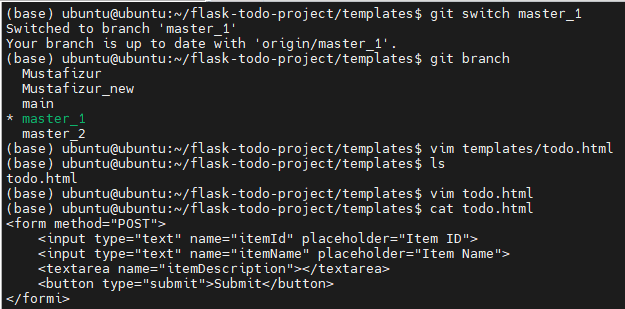 (base) ubuntu@ubuntu:~/flask-todo-project/templates$ git switch master_1
Switched to branch 'master_1'
Your branch is up to date with 'origin/master_1'.
(base) ubuntu@ubuntu:~/flask-todo-project/templates$ git branch
  Mustafizur
  Mustafizur_new
  main
* master_1
  master_2
(base) ubuntu@ubuntu:~/flask-todo-project/templates$ vim templates/todo.html
(base) ubuntu@ubuntu:~/flask-todo-project/templates$ ls
todo.html
(base) ubuntu@ubuntu:~/flask-todo-project/templates$ vim todo.html
(base) ubuntu@ubuntu:~/flask-todo-project/templates$ cat todo.html
<form method="POST">
    <input type="text" name="itemId" placeholder="Item ID">
    <input type="text" name="itemName" placeholder="Item Name">
    <textarea name="itemDescription"></textarea>
    <button type="submit">Submit</button>
</formi>